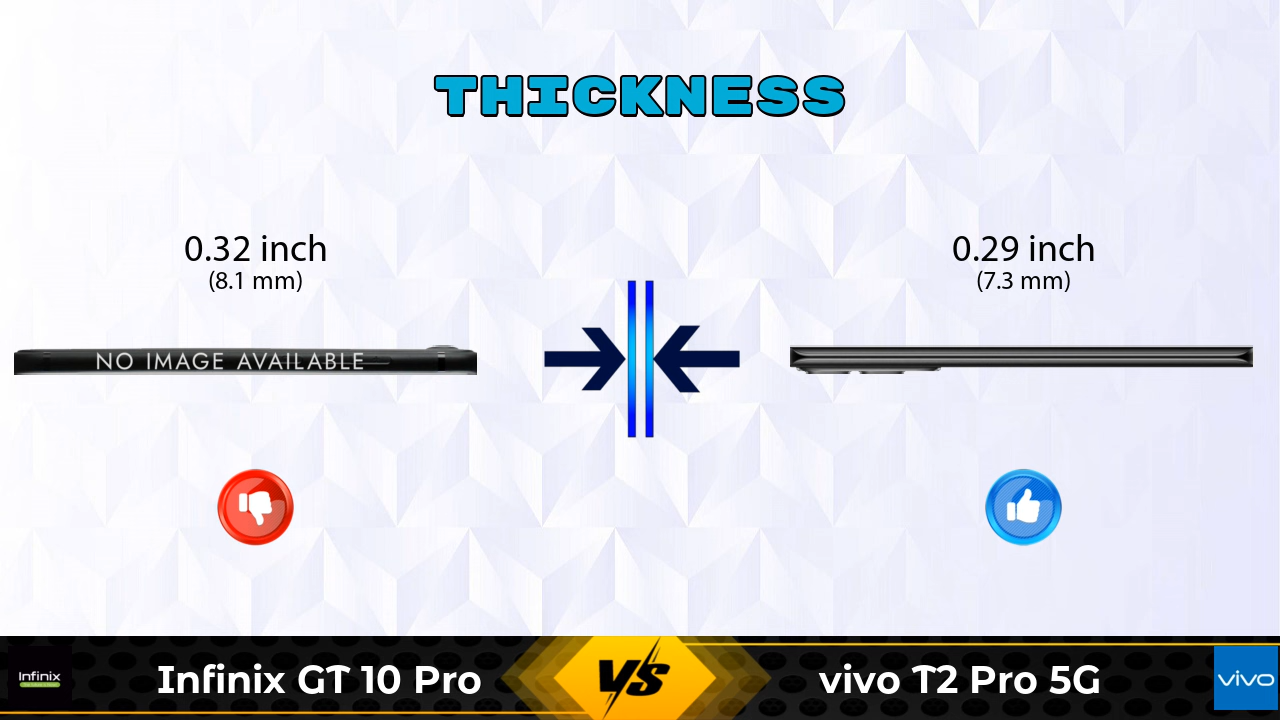 THICKNESS
0.32 inch
(8.1 mm)
0.29 inch
(7.3 mm)
NO IMAGE AVAILABLE
Infinix
Infinix GT 10 Pro
VS
vivo T2 Pro 5G
vivo